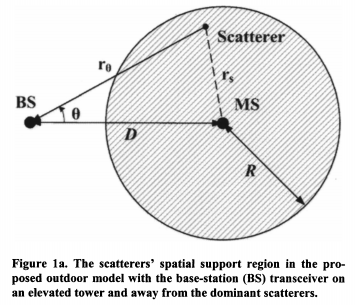 Scatterer
rθ
rs
BS
MS
θ
D
R
Figure 1a. The scatterers' spatial support region in the pro-
posed outdoor model with the base-station (BS) transceiver on
an elevated tower and away from the dominant scatterers.